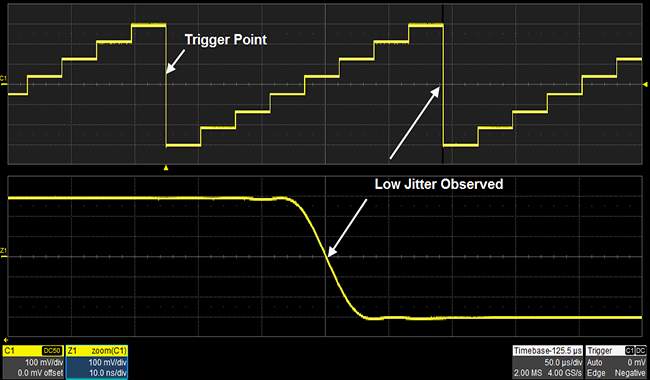 Trigger Point
C1
Low Jitter Observed
Z1
C1 DC50
100 mV/div
0.0 mV offset
Z1 zoom(C1)
100 mV/div
10.0 ns/div
Timebase -125.5 µs
50.0 µs/div
2.00 MS 4.00 GS/s
Trigger C1 DC
Auto 0 mV
Edge Negative